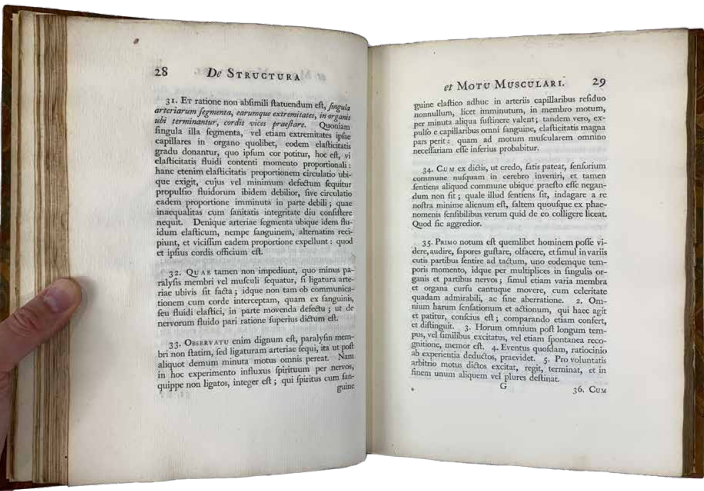 28 De STRUCTURA
31. ET ratione non absimili statuendum est, singula
arteriarum segmenta, earumque extremitates, in organis
ubi terminantur, cordis vices praestare. Quoniam
singula illa segmenta, vel etiam extremitates ipsae
capillares in organo quolibet, eodem elasticitatis
gradu donantur, quo ipsum cor potitur, hoc est, vi
elasticitatis fluidi contenti momento proportionali:
hanc etenim elasticitatis proportionem circulatio ubi-
que exigit, cujus vel minimum defectum sequitur
propulsio fluidorum ibidem debilior, sive circulatio
eadem proportione imminuta in parte debili; quae
inaequalitas cum sanitatis integritate diu consistere
nequit. Denique arteriae segmenta ubique idem flu-
idum elasticum, nempe sanguinem, alternatim reci-
piunt, et vicissim eadem proportione expellunt: quod
et ipsius cordis officium est.
32. QUAE tamen non impediunt, quo minus pa-
ralysis membri vel musculi sequatur, si ligatura arte-
riae ubivis sit facta; idque non tam ob communica-
tionem cum corde interceptam, quam ex sanguinis,
seu fluidi elastici, in parte movenda defectu; ut de
nervorum fluido pari ratione superius dictum est.
33. OBSERVATU enim dignum est, paralysin mem-
bri non statim, sed ligaturam arteriae sequi, ita ut post
aliquot demum minuta motus omnis pereat. Nam
in hoc experimento influxus spirituum per nervos,
quippe non ligatos, integer est; qui spiritus cum san-
guine
et MOTU MUSCULARI. 29
guine elastico adhuc in arteriis capillaribus residuo
nonnullum, licet imminutum, in membro motum,
per minuta aliqua sustinere valent; tandem vero, ex-
pulso e capillaribus omni sanguine, elasticitatis magna
pars perit: quam ad motum muscularem omnino
necessariam esse inferius probabitur.
34. CUM ex dictis, ut credo, satis pateat, sensorium
commune nusquam in cerebro inveniri, et tamen
sentiens aliquod commune ubique praesto esse negan-
dum non sit; quale illud sentiens sit, indagare a re
nostra minime alienum est, saltem quousque ex phae-
nomenis sensibilibus verum quid de eo colligere liceat.
Quod sic aggredior.
35. PRIMO notum est quemlibet hominem posse vi-
dere, audire, sapores gustare, olfacere, et simul in variis
cutis partibus sentire ad tactum, uno eodemque tem-
poris momento, idque per multiplices in singulis or-
ganis et partibus nervos; simul etiam varia membra
et organa cursu cantuque movere, cum celeritate
quadam admirabili, ac sine aberratione. 2. Om-
nium harum sensationum et actionum, qui haec agit
et patitur, conscius est; comparando etiam confert,
et distinguit. 3. Horum omnium post longum tem-
pus, vel similibus excitatus, vel etiam spontanea reco-
gnitione, memor est. 4. Eventus quosdam, ratiocinio
ab experientia deductos, praevidet. 5. Pro voluntatis
arbitrio motus dictos excitat, regit, terminat, et in
finem unum aliquem vel plures destinat.
G 36. CUM